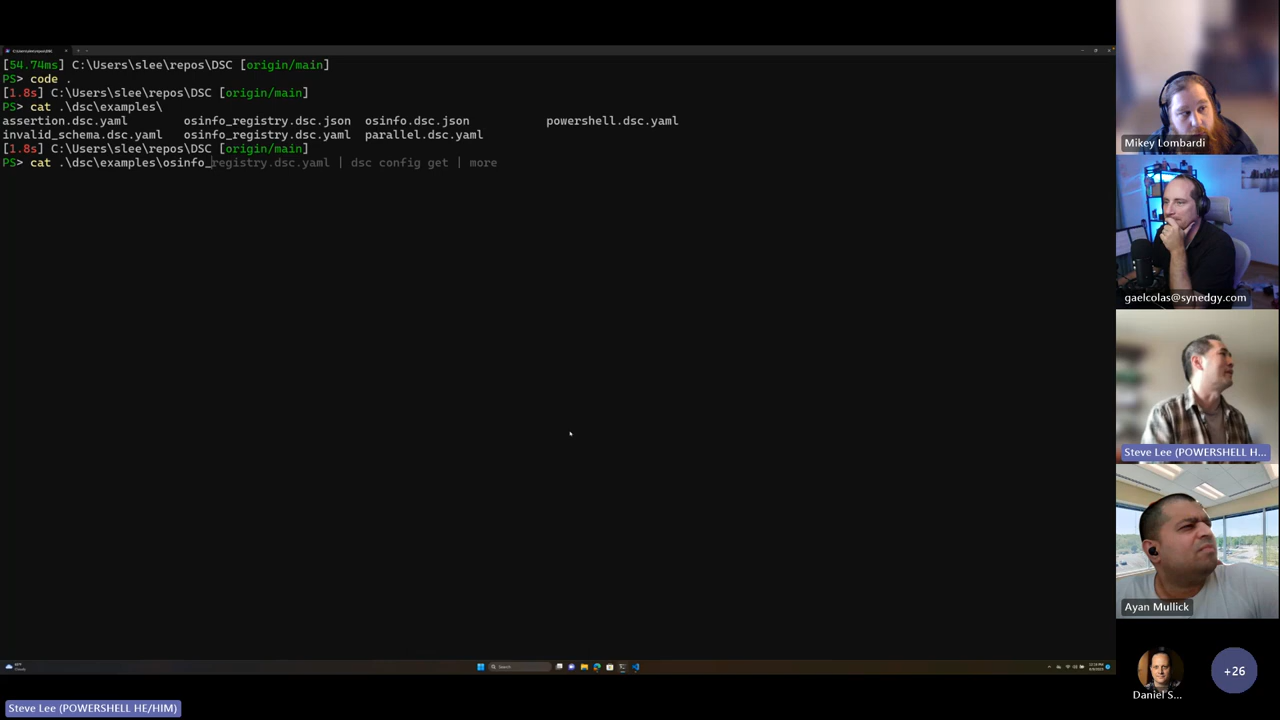 [54.74ms] C:\Users\slee\repos\DSC [origin/main]
PS> code .
[1.8s] C:\Users\slee\repos\DSC [origin/main]
PS> cat .\dsc\examples\
assertion.dsc.yaml osinfo_registry.dsc.json osinfo.dsc.json powershell.dsc.yaml
invalid_schema.dsc.yaml osinfo_registry.dsc.yaml parallel.dsc.yaml
[1.8s] C:\Users\slee\repos\DSC [origin/main]
PS> cat .\dsc\examples\osinfo_registry.dsc.yaml | dsc config get | more
Search
Mikey Lombardi
gaelcolas@synedgy.com
Steve Lee (POWERSHELL H...
Ayan Mullick
Daniel S...
+26
Steve Lee (POWERSHELL HE/HIM)